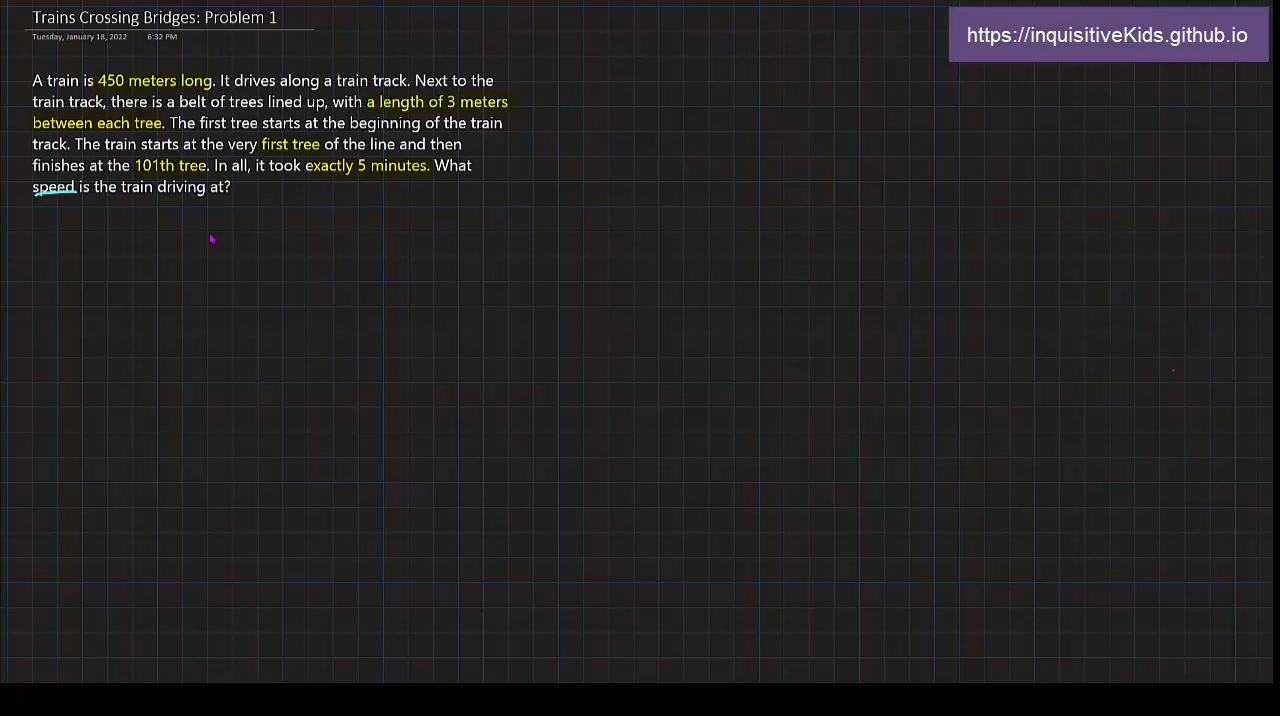 Trains Crossing Bridges: Problem 1
Tuesday, January 18, 2022 6:32 PM
https://inquisitiveKids.github.io
A train is 450 meters long. It drives along a train track. Next to the
train track, there is a belt of trees lined up, with a length of 3 meters
between each tree. The first tree starts at the beginning of the train
track. The train starts at the very first tree of the line and then
finishes at the 101th tree. In all, it took exactly 5 minutes. What
speed is the train driving at?